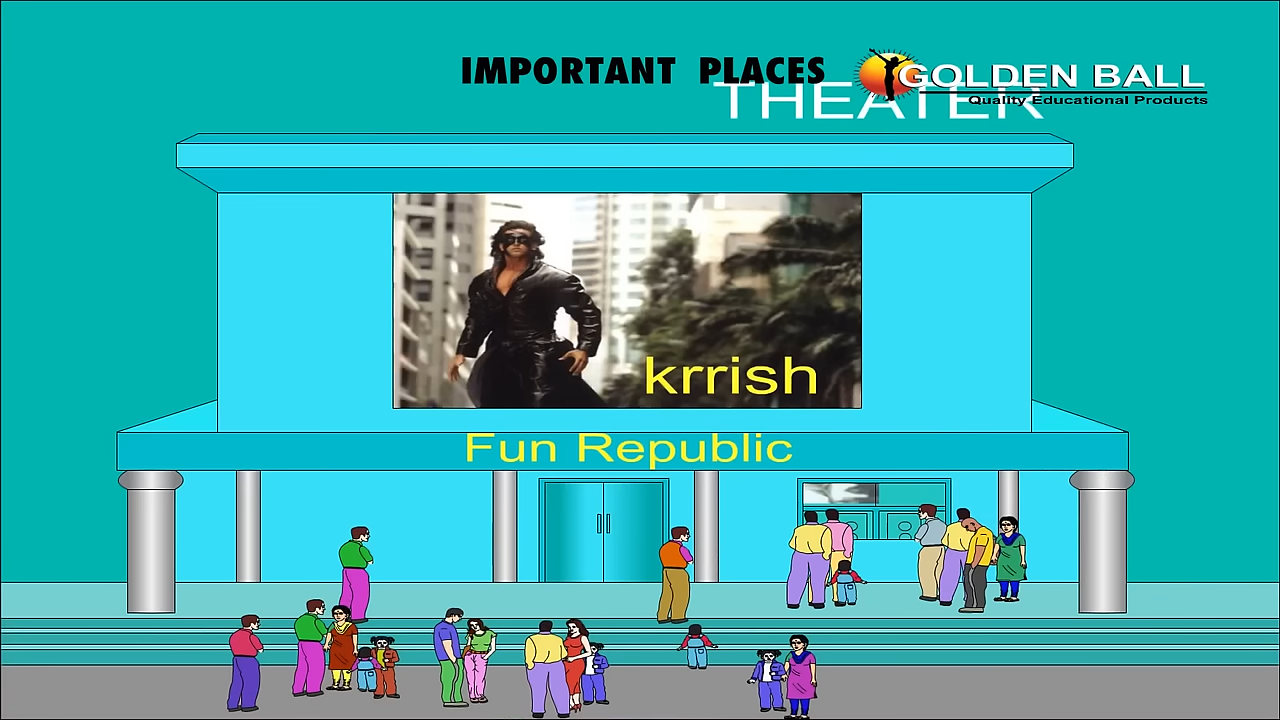 IMPORTANT PLACES
GOLDEN BALL
THEATER
Quality Educational Products
krrish
Fun Republic